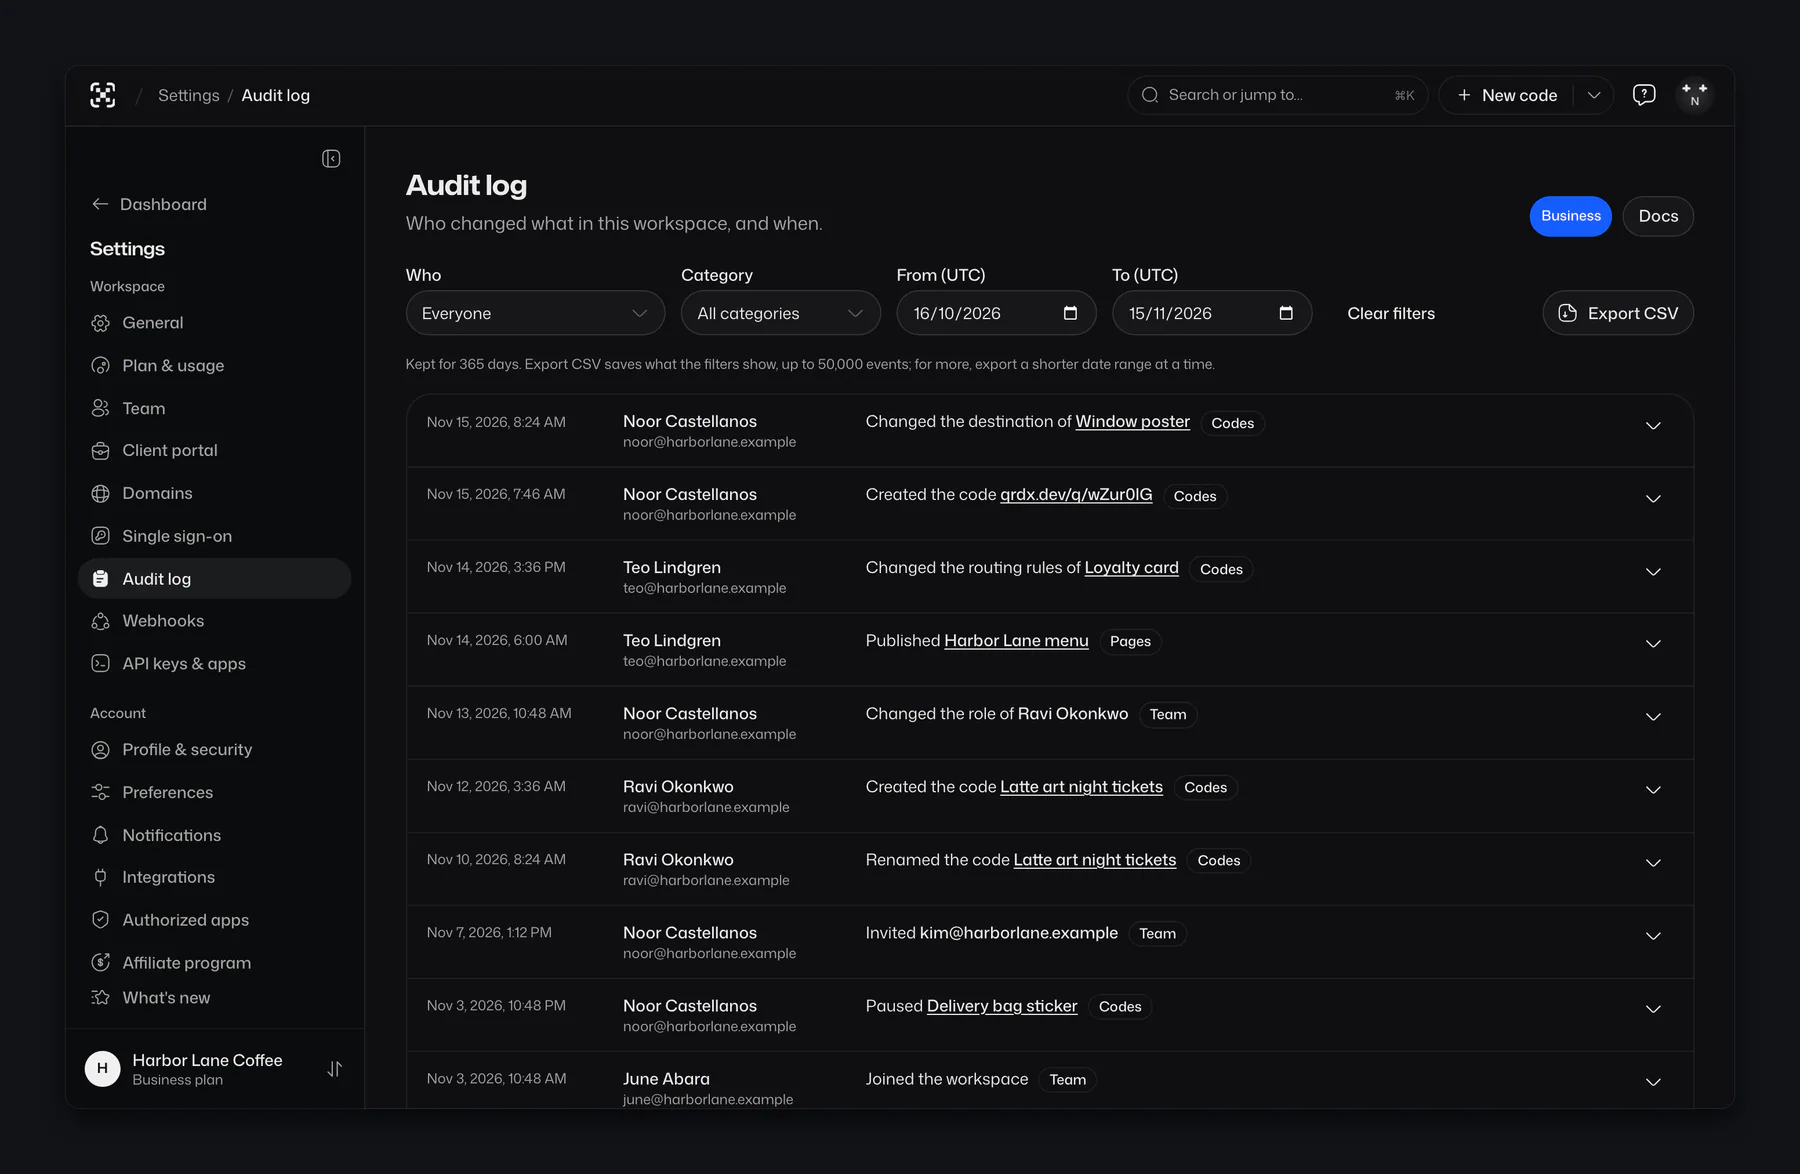 Settings / Audit log
Search or jump to... ⌘K
+ New code
N
Dashboard
Settings
Workspace
General
Plan & usage
Team
Client portal
Domains
Single sign-on
Audit log
Webhooks
API keys & apps
Account
Profile & security
Preferences
Notifications
Integrations
Authorized apps
Affiliate program
What's new
H
Harbor Lane Coffee
Business plan
Audit log
Who changed what in this workspace, and when.
Business
Docs
Who
Category
From (UTC)
To (UTC)
Everyone
All categories
16/10/2026
15/11/2026
Clear filters
Export CSV
Kept for 365 days. Export CSV saves what the filters show, up to 50,000 events; for more, export a shorter date range at a time.
Nov 15, 2026, 8:24 AM
Noor Castellanos
noor@harborlane.example
Changed the destination of Window poster Codes
Nov 15, 2026, 7:46 AM
Noor Castellanos
noor@harborlane.example
Created the code qrdx.dev/q/wZur0IG Codes
Nov 14, 2026, 3:36 PM
Teo Lindgren
teo@harborlane.example
Changed the routing rules of Loyalty card Codes
Nov 14, 2026, 6:00 AM
Teo Lindgren
teo@harborlane.example
Published Harbor Lane menu Pages
Nov 13, 2026, 10:48 AM
Noor Castellanos
noor@harborlane.example
Changed the role of Ravi Okonkwo Team
Nov 12, 2026, 3:36 AM
Ravi Okonkwo
ravi@harborlane.example
Created the code Latte art night tickets Codes
Nov 10, 2026, 8:24 AM
Ravi Okonkwo
ravi@harborlane.example
Renamed the code Latte art night tickets Codes
Nov 7, 2026, 1:12 PM
Noor Castellanos
noor@harborlane.example
Invited kim@harborlane.example Team
Nov 3, 2026, 10:48 PM
Noor Castellanos
noor@harborlane.example
Paused Delivery bag sticker Codes
Nov 3, 2026, 10:48 AM
June Abara
june@harborlane.example
Joined the workspace Team